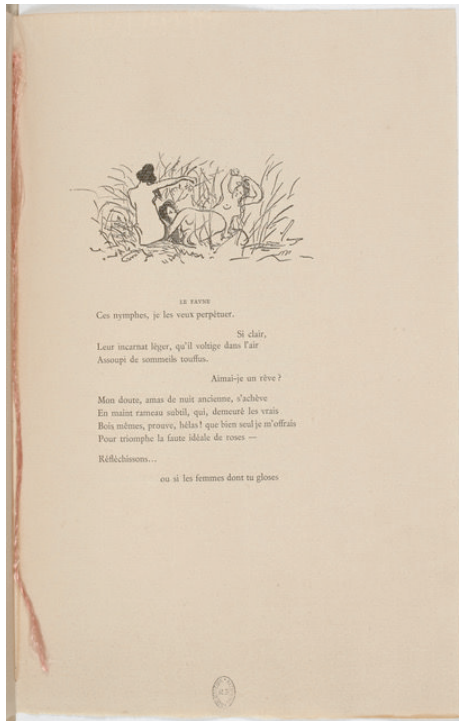 LE FAVNE
Ces nymphes, je les veux perpétuer.
Si clair,
Leur incarnat léger, qu'il voltige dans l'air
Assoupi de sommeils touffus.
Aimai-je un rêve ?
Mon doute, amas de nuit ancienne, s'achève
En maint rameau subtil, qui, demeuré les vrais
Bois mêmes, prouve, hélas! que bien seul je m'offrais
Pour triomphe la faute idéale de roses —
Réfléchissons...
ou si les femmes dont tu gloses